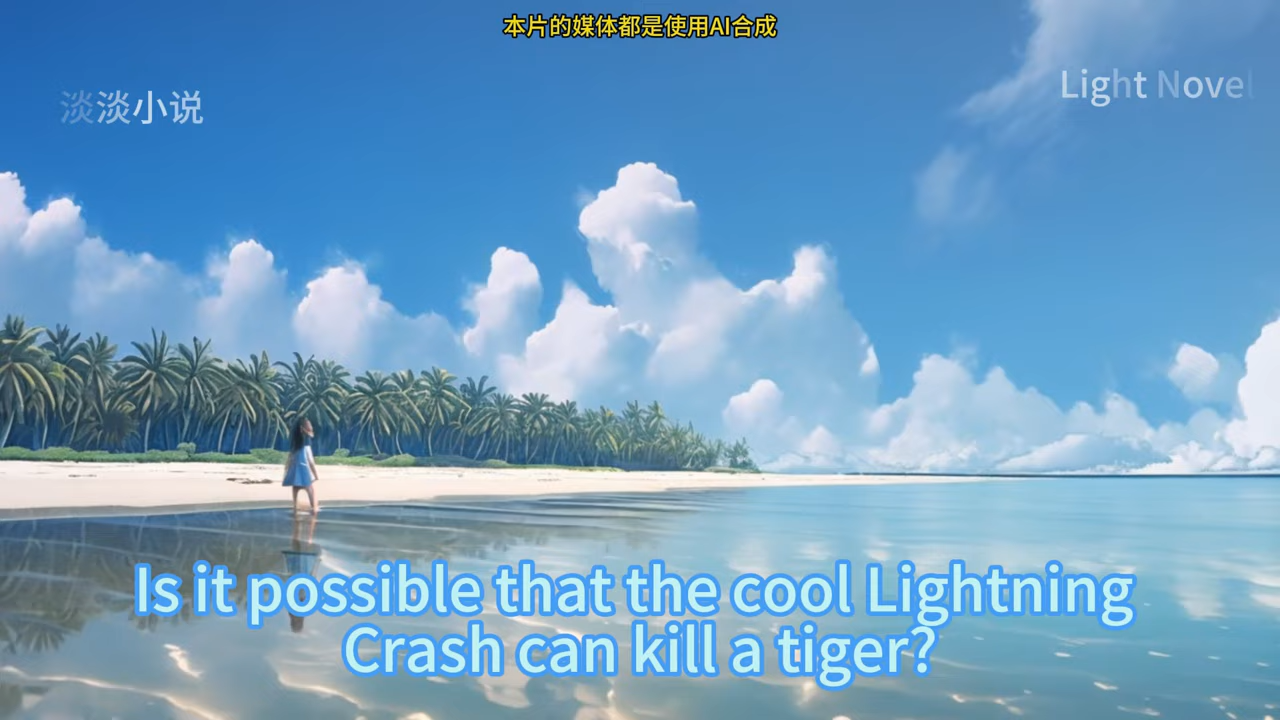 本片的媒体都是使用AI合成
淡淡小说
Light Novel
Is it possible that the cool Lightning
Crash can kill a tiger?